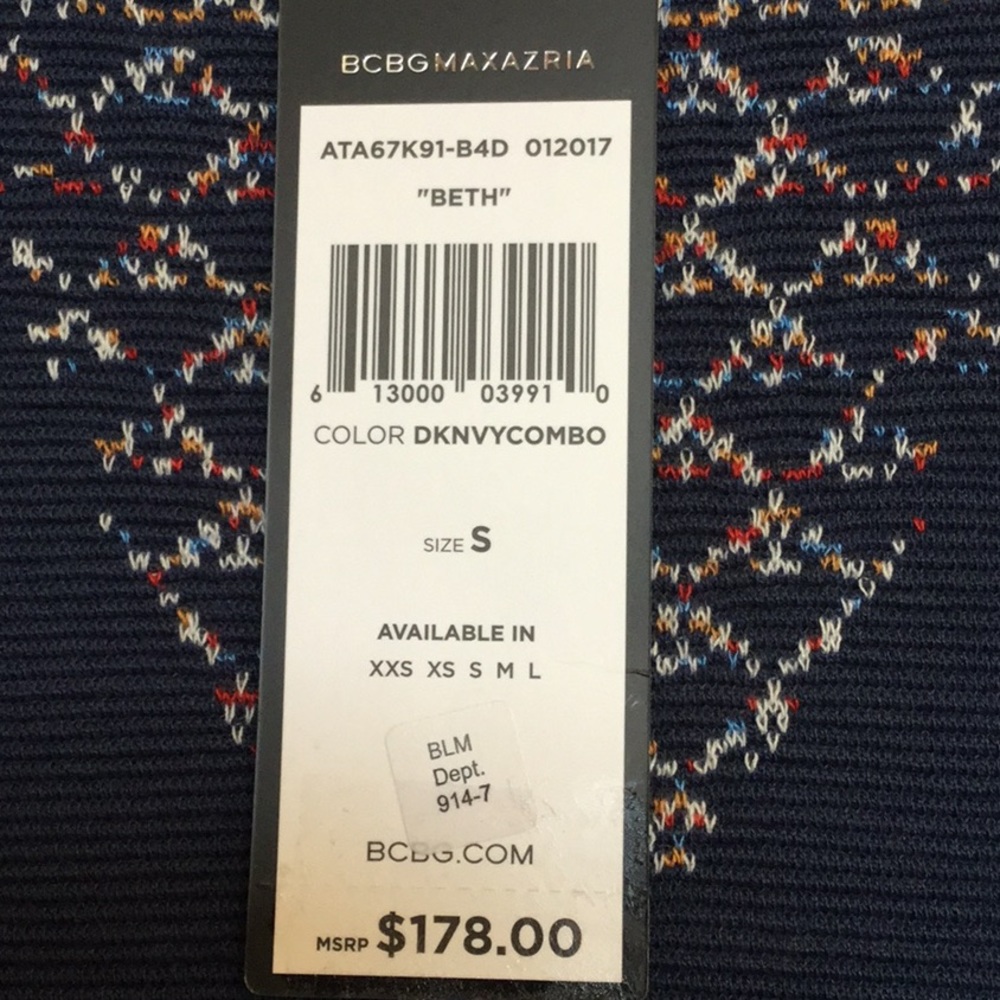 BCBGMAXAZRIA
ATA67K91-B4D 012017
"BETH"
6 13000 03991 0
COLOR DKNVYCOMBO
SIZE S
AVAILABLE IN
XXS XS S M L
BLM
Dept.
914-7
BCBG.COM
MSRP $178.00